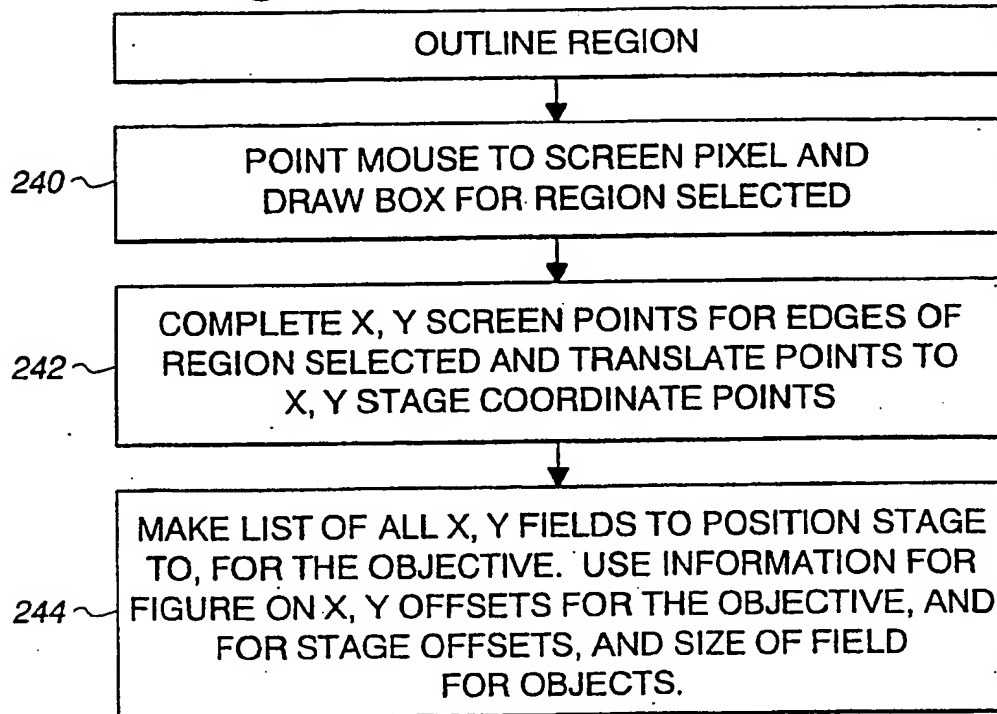 OUTLINE REGION
240
POINT MOUSE TO SCREEN PIXEL AND
DRAW BOX FOR REGION SELECTED
242
COMPLETE X, Y SCREEN POINTS FOR EDGES OF
REGION SELECTED AND TRANSLATE POINTS TO
X, Y STAGE COORDINATE POINTS
244
MAKE LIST OF ALL X, Y FIELDS TO POSITION STAGE
TO, FOR THE OBJECTIVE. USE INFORMATION FOR
FIGURE ON X, Y OFFSETS FOR THE OBJECTIVE, AND
FOR STAGE OFFSETS, AND SIZE OF FIELD
FOR OBJECTS.